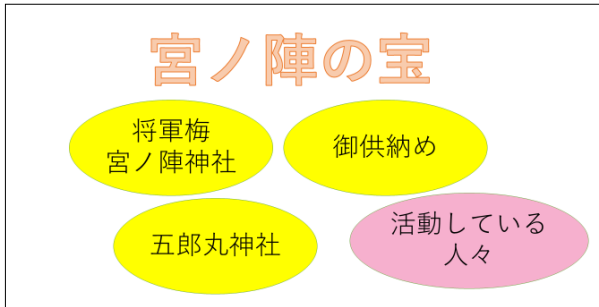 宮ノ陣の宝
将軍梅
宮ノ陣神社
御供納め
五郎丸神社
活動している
人々